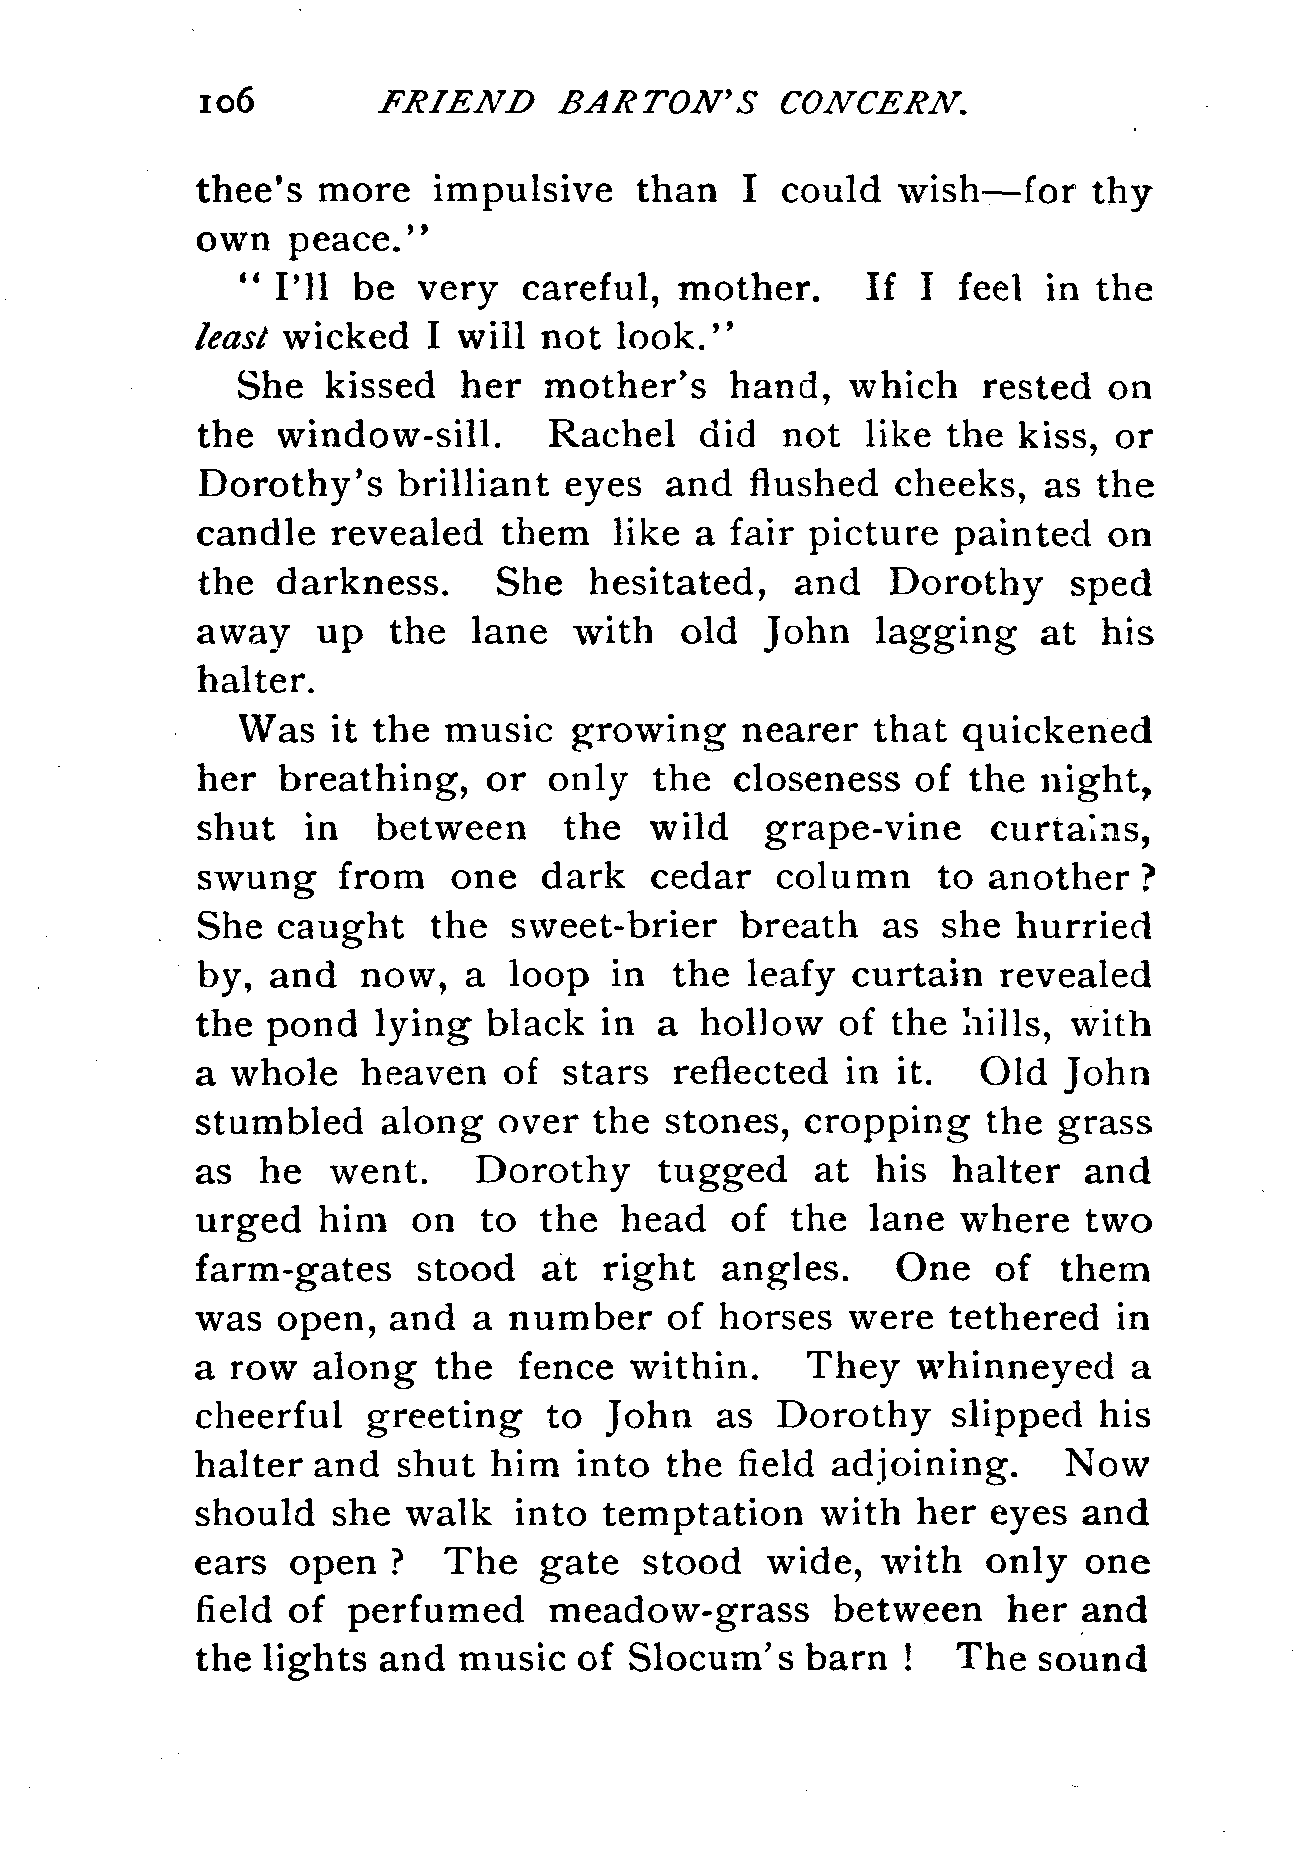 106 FRIEND BARTON'S CONCERN.
thee's more impulsive than I could wish—for thy
own peace."
"I'll be very careful, mother. If I feel in the
least wicked I will not look."
She kissed her mother's hand, which rested on
the window-sill. Rachel did not like the kiss, or
Dorothy's brilliant eyes and flushed cheeks, as the
candle revealed them like a fair picture painted on
the darkness. She hesitated, and Dorothy sped
away up the lane with old John lagging at his
halter.
Was it the music growing nearer that quickened
her breathing, or only the closeness of the night,
shut in between the wild grape-vine curtains,
swung from one dark cedar column to another?
She caught the sweet-brier breath as she hurried
by, and now, a loop in the leafy curtain revealed
the pond lying black in a hollow of the hills, with
a whole heaven of stars reflected in it. Old John
stumbled along over the stones, cropping the grass
as he went. Dorothy tugged at his halter and
urged him on to the head of the lane where two
farm-gates stood at right angles. One of them
was open, and a number of horses were tethered in
a row along the fence within. They whinneyed a
cheerful greeting to John as Dorothy slipped his
halter and shut him into the field adjoining. Now
should she walk into temptation with her eyes and
ears open? The gate stood wide, with only one
field of perfumed meadow-grass between her and
the lights and music of Slocum's barn! The sound